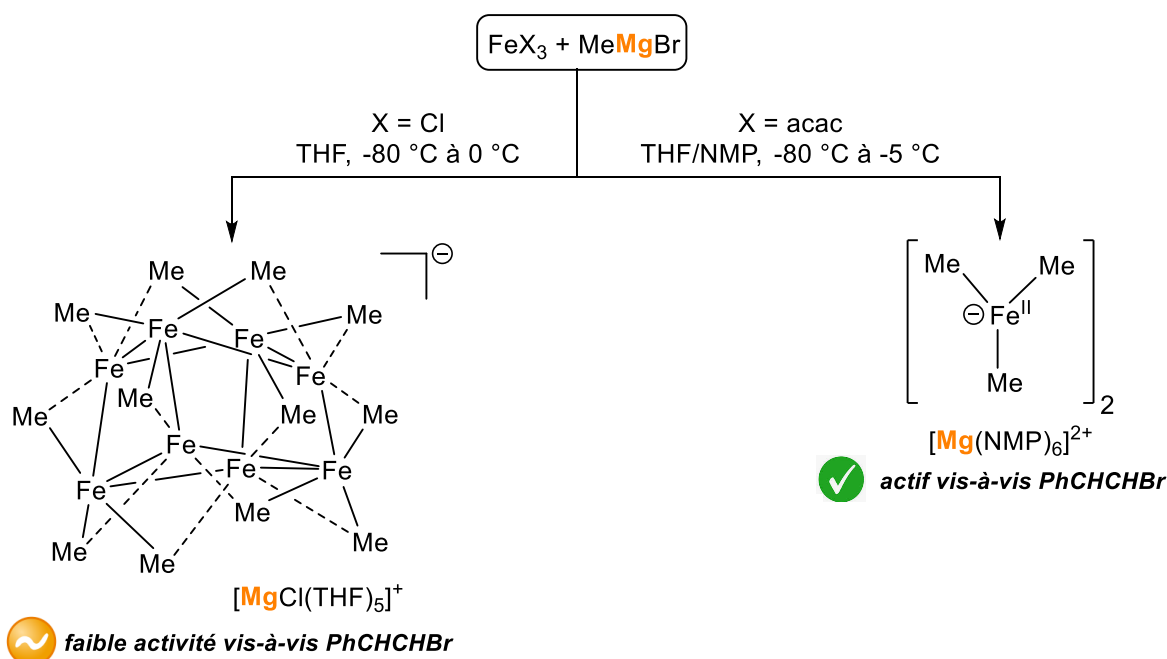 FeX3 + MeMgBr
X = Cl
THF, -80 °C à 0 °C
X = acac
THF/NMP, -80 °C à -5 °C
Me Me
Me Me
Fe Fe
Fe Fe
Me Me
Me Me
Fe Fe
Fe Fe
Me
Me Me
Me
⊖
[MgCl(THF)5]+
faible activité vis-à-vis PhCHCHBr
Me Me
⊖ FeII
Me
2
[Mg(NMP)6]2+
actif vis-à-vis PhCHCHBr